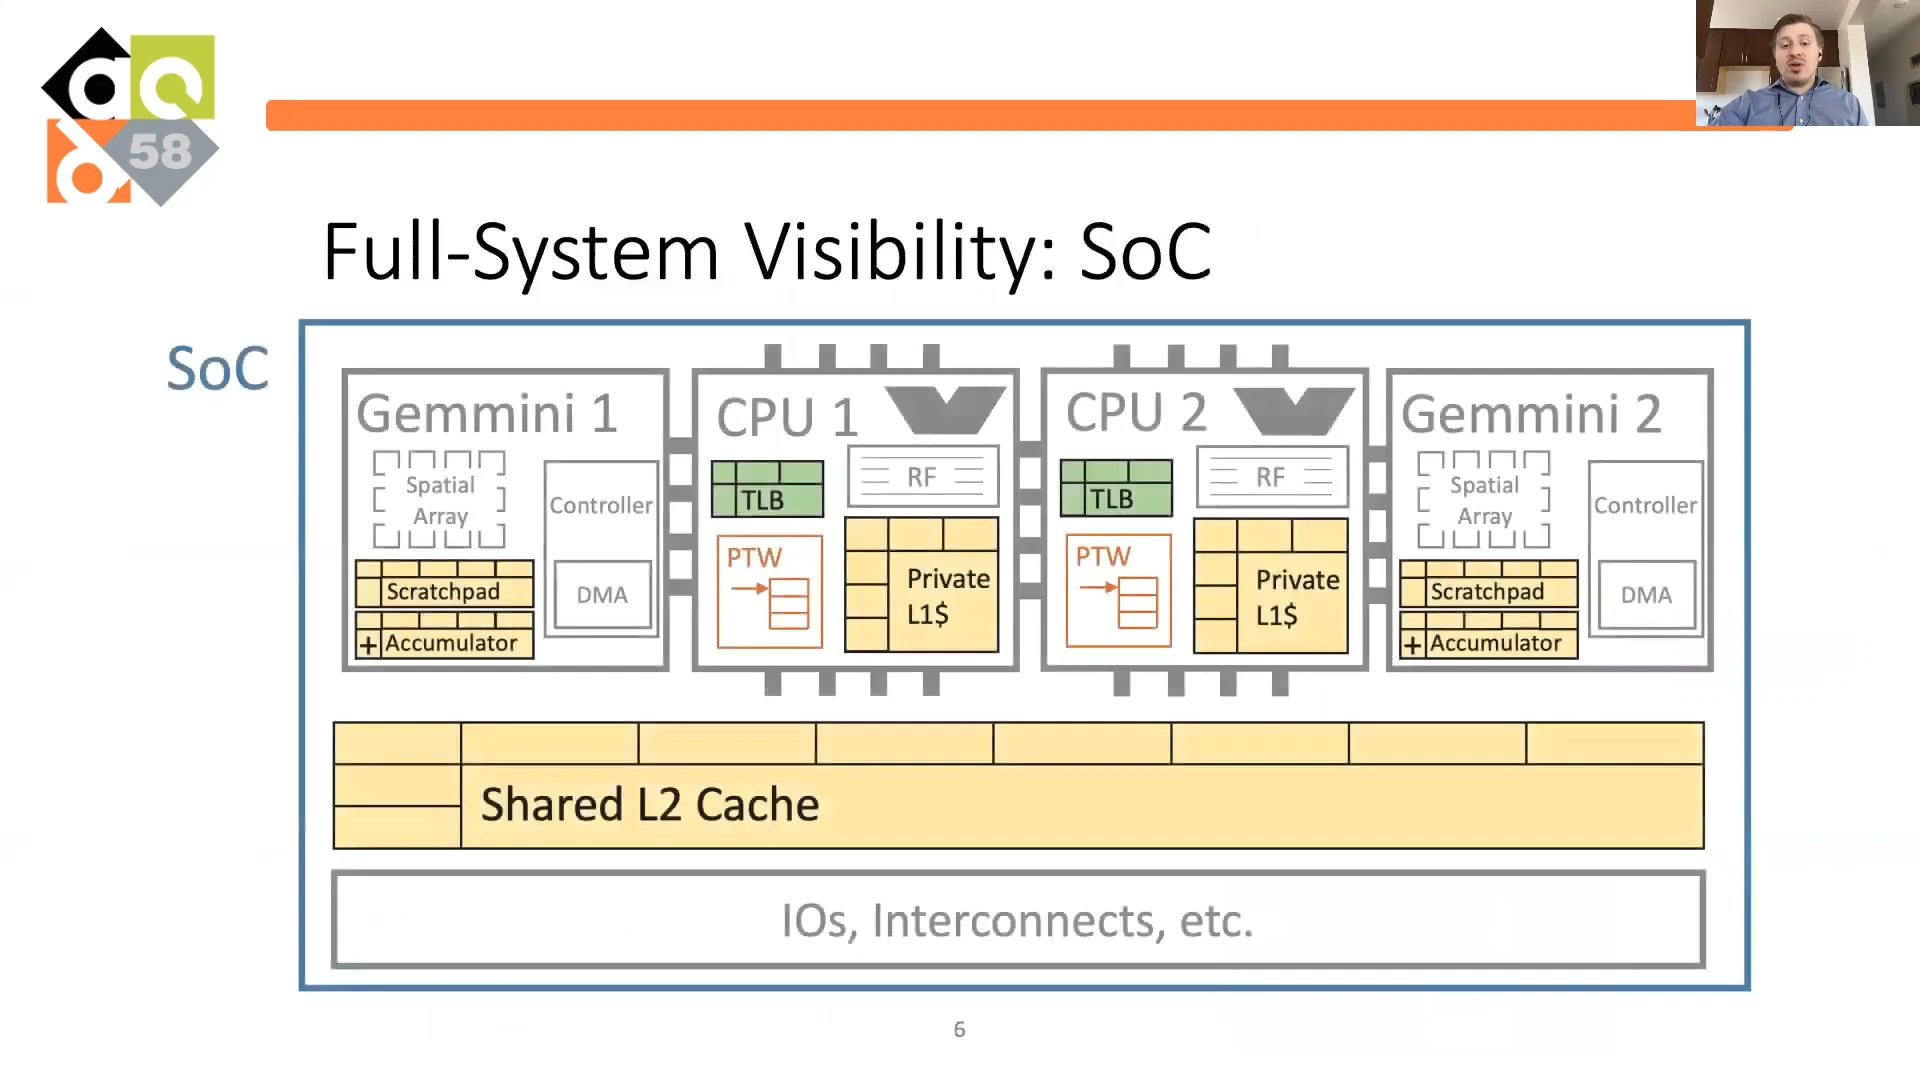 58
Full-System Visibility: SoC
SoC
Gemmini 1
Spatial
Array
Controller
DMA
Scratchpad
+ Accumulator
CPU 1
TLB
RF
PTW
Private
L1$
CPU 2
TLB
RF
PTW
Private
L1$
Gemmini 2
Spatial
Array
Controller
DMA
Scratchpad
+ Accumulator
Shared L2 Cache
IOs, Interconnects, etc.
6